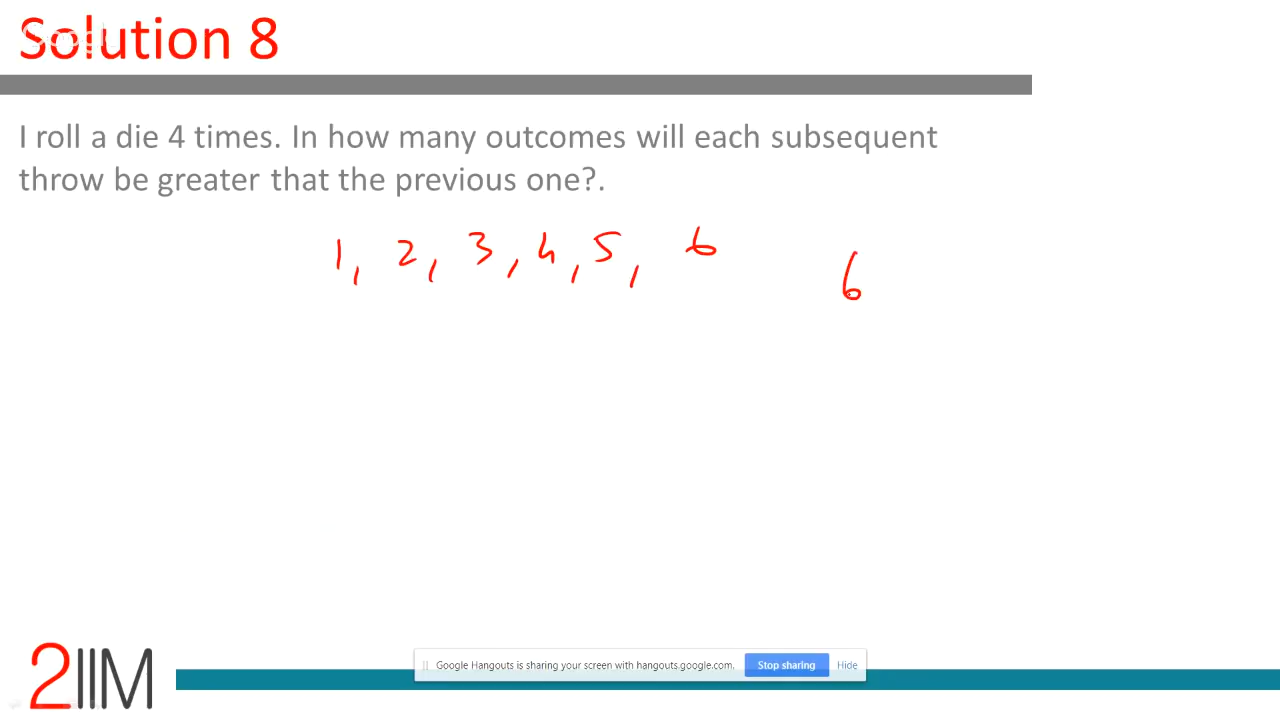 Solution 8
I roll a die 4 times. In how many outcomes will each subsequent
throw be greater that the previous one?.
1, 2, 3, 4, 5, 6
6
2IIM
Google Hangouts is sharing your screen with hangouts.google.com. Stop sharing Hide